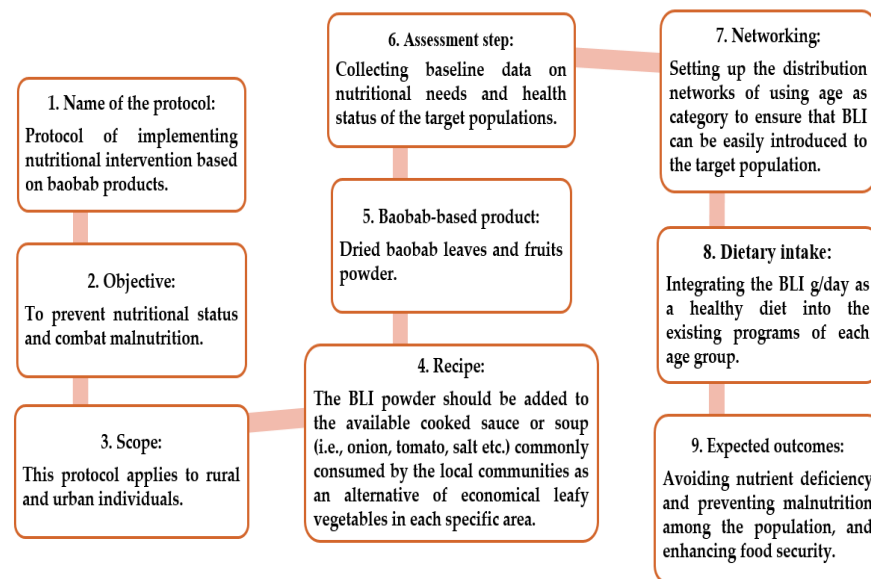 1. Name of the protocol:
Protocol of implementing
nutritional intervention based
on baobab products.
2. Objective:
To prevent nutritional status
and combat malnutrition.
3. Scope:
This protocol applies to rural
and urban individuals.
4. Recipe:
The BLI powder should be added to
the available cooked sauce or soup
(i.e., onion, tomato, salt etc.) commonly
consumed by the local communities as
an alternative of economical leafy
vegetables in each specific area.
5. Baobab-based product:
Dried baobab leaves and fruits
powder.
6. Assessment step:
Collecting baseline data on
nutritional needs and health
status of the target populations.
7. Networking:
Setting up the distribution
networks of using age as
category to ensure that BLI
can be easily introduced to
the target population.
8. Dietary intake:
Integrating the BLI g/day as
a healthy diet into the
existing programs of each
age group.
9. Expected outcomes:
Avoiding nutrient deficiency
and preventing malnutrition
among the population, and
enhancing food security.